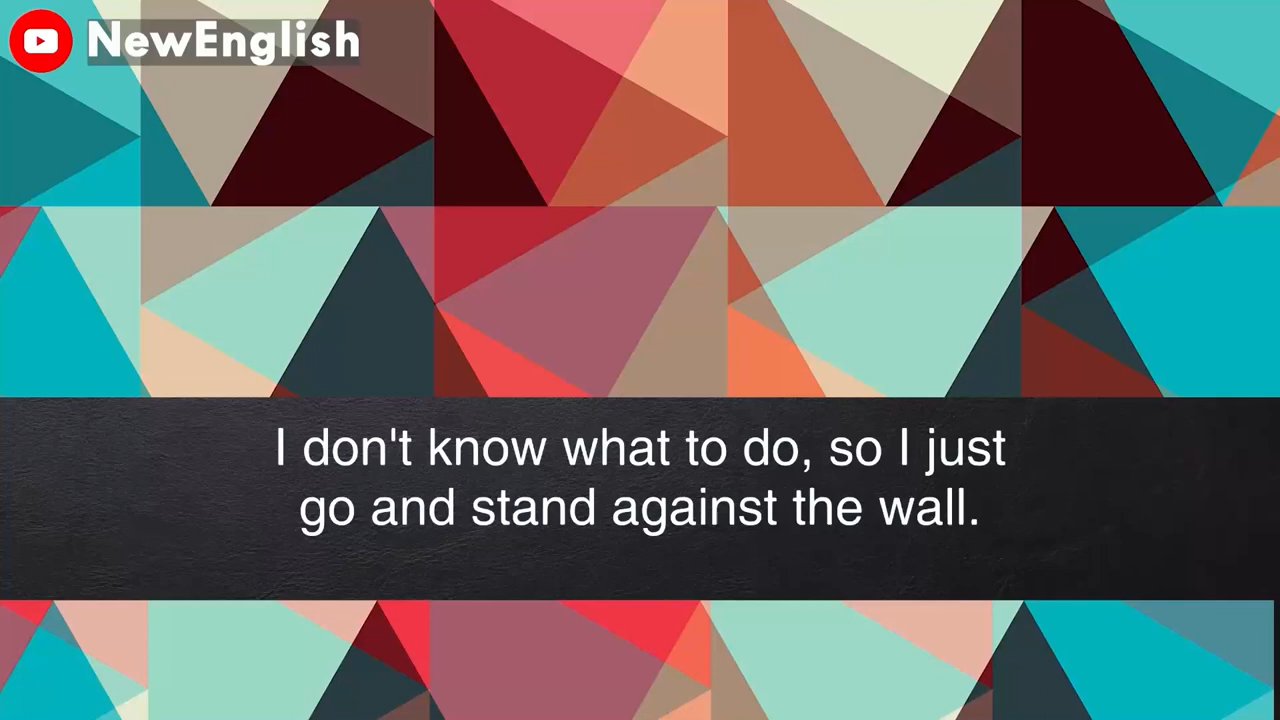 NewEnglish
I don't know what to do, so I just
go and stand against the wall.